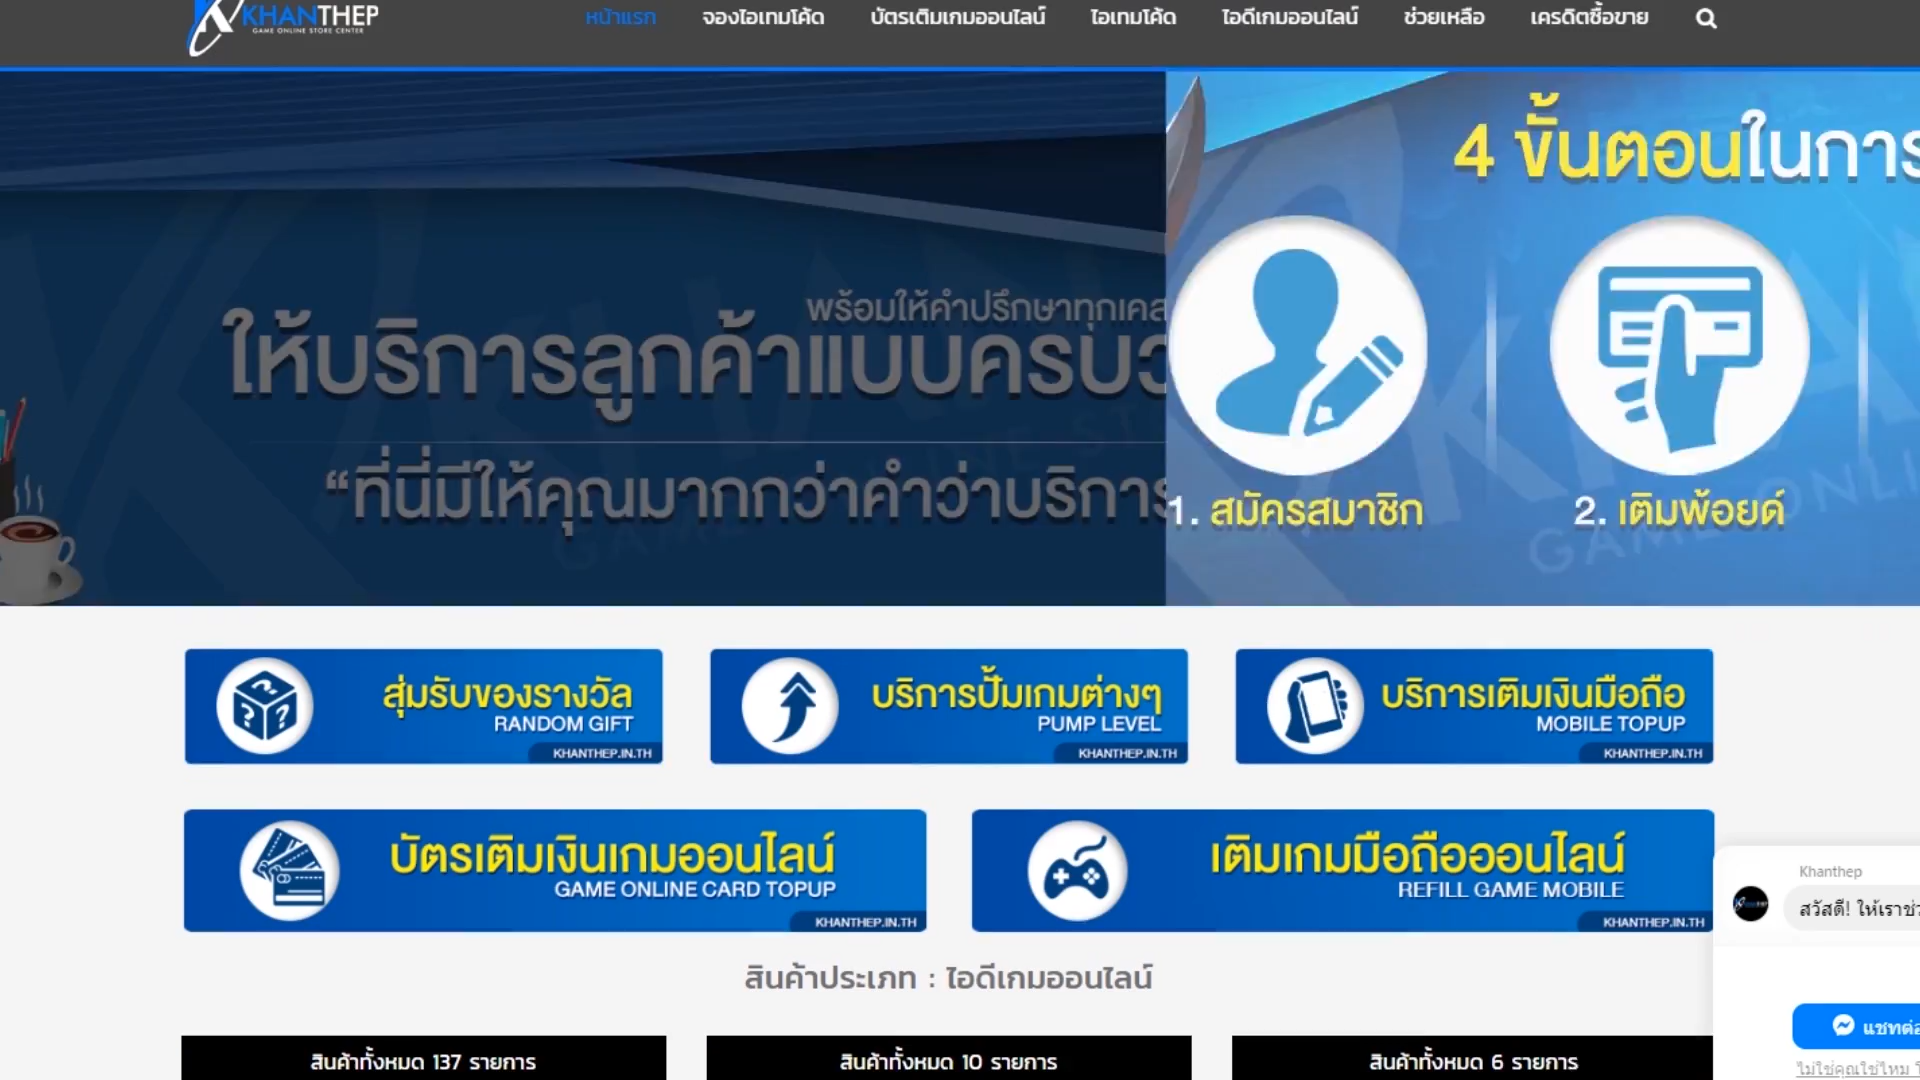 KHANTHEP
GAME ONLINE STORE CENTER
หน้าแรก
จองไอเทมโค้ด
บัตรเติมเกมออนไลน์
ไอเทมโค้ด
ไอดีเกมออนไลน์
ช่วยเหลือ
เครดิตซื้อขาย
พร้อมให้คำปรึกษาทุกเคส
ให้บริการลูกค้าแบบครบว
“ที่นี่มีให้คุณมากกว่าคำว่าบริการ
4 ขั้นตอนในการ
1. สมัครสมาชิก
2. เติมพ้อยด์
สุ่มรับของรางวัล
RANDOM GIFT
KHANTHEP.IN.TH
บริการปั้มเกมต่างๆ
PUMP LEVEL
KHANTHEP.IN.TH
บริการเติมเงินมือถือ
MOBILE TOPUP
KHANTHEP.IN.TH
บัตรเติมเงินเกมออนไลน์
GAME ONLINE CARD TOPUP
KHANTHEP.IN.TH
เติมเกมมือถือออนไลน์
REFILL GAME MOBILE
KHANTHEP.IN.TH
สินค้าประเภท : ไอดีเกมออนไลน์
สินค้าทั้งหมด 137 รายการ
สินค้าทั้งหมด 10 รายการ
สินค้าทั้งหมด 6 รายการ
Khanthep
สวัสดี! ให้เราช่ว
แชทต่อ
ไม่ใช่คุณใช่ไหม